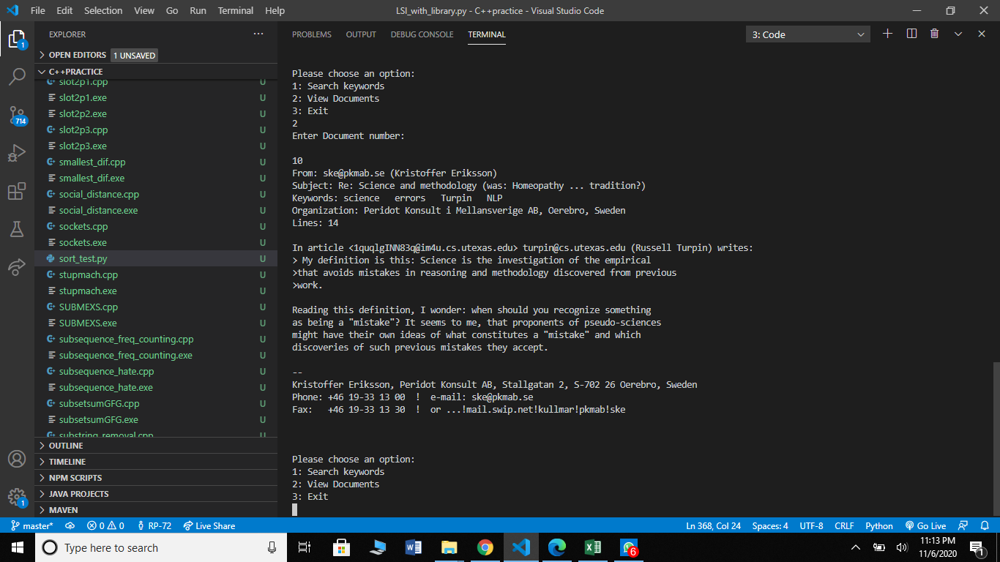 File Edit Selection View Go Run Terminal Help LSI_with_library.py - C++practice - Visual Studio Code
EXPLORER
OPEN EDITORS 1 UNSAVED
C++PRACTICE
slot2p1.cpp U
slot2p1.exe U
slot2p2.exe U
slot2p3.cpp U
slot2p3.exe U
smallest_dif.cpp U
smallest_dif.exe U
social_distance.cpp U
social_distance.exe U
sockets.cpp U
sockets.exe U
sort_test.py U
stupmach.cpp U
stupmach.exe U
SUBMEXS.cpp U
SUBMEXS.exe U
subsequence_freq_counting.cpp U
subsequence_freq_counting.exe U
subsequence_hate.cpp U
subsequence_hate.exe U
subsetsumGFG.cpp U
subsetsumGFG.exe U
substring_removal.cpp U
OUTLINE
TIMELINE
NPM SCRIPTS
JAVA PROJECTS
MAVEN
1
714
1
PROBLEMS OUTPUT DEBUG CONSOLE TERMINAL 3: Code
Please choose an option:
1: Search keywords
2: View Documents
3: Exit
2
Enter Document number:
10
From: ske@pkmab.se (Kristoffer Eriksson)
Subject: Re: Science and methodology (was: Homeopathy ... tradition?)
Keywords: science errors Turpin NLP
Organization: Peridot Konsult i Mellansverige AB, Oerebro, Sweden
Lines: 14
In article <1quqlgINN83q@im4u.cs.utexas.edu> turpin@cs.utexas.edu (Russell Turpin) writes:
> My definition is this: Science is the investigation of the empirical
>that avoids mistakes in reasoning and methodology discovered from previous
>work.
Reading this definition, I wonder: when should you recognize something
as being a "mistake"? It seems to me, that proponents of pseudo-sciences
might have their own ideas of what constitutes a "mistake" and which
discoveries of such previous mistakes they accept.
--
Kristoffer Eriksson, Peridot Konsult AB, Stallgatan 2, S-702 26 Oerebro, Sweden
Phone: +46 19-33 13 00 ! e-mail: ske@pkmab.se
Fax: +46 19-33 13 30 ! or ...!mail.swip.net!kullmar!pkmab!ske
Please choose an option:
1: Search keywords
2: View Documents
3: Exit
master* 0 0 RP-72 Live Share Ln 368, Col 24 Spaces: 4 UTF-8 CRLF Python Go Live
Type here to search
6
11:13 PM
11/6/2020
1